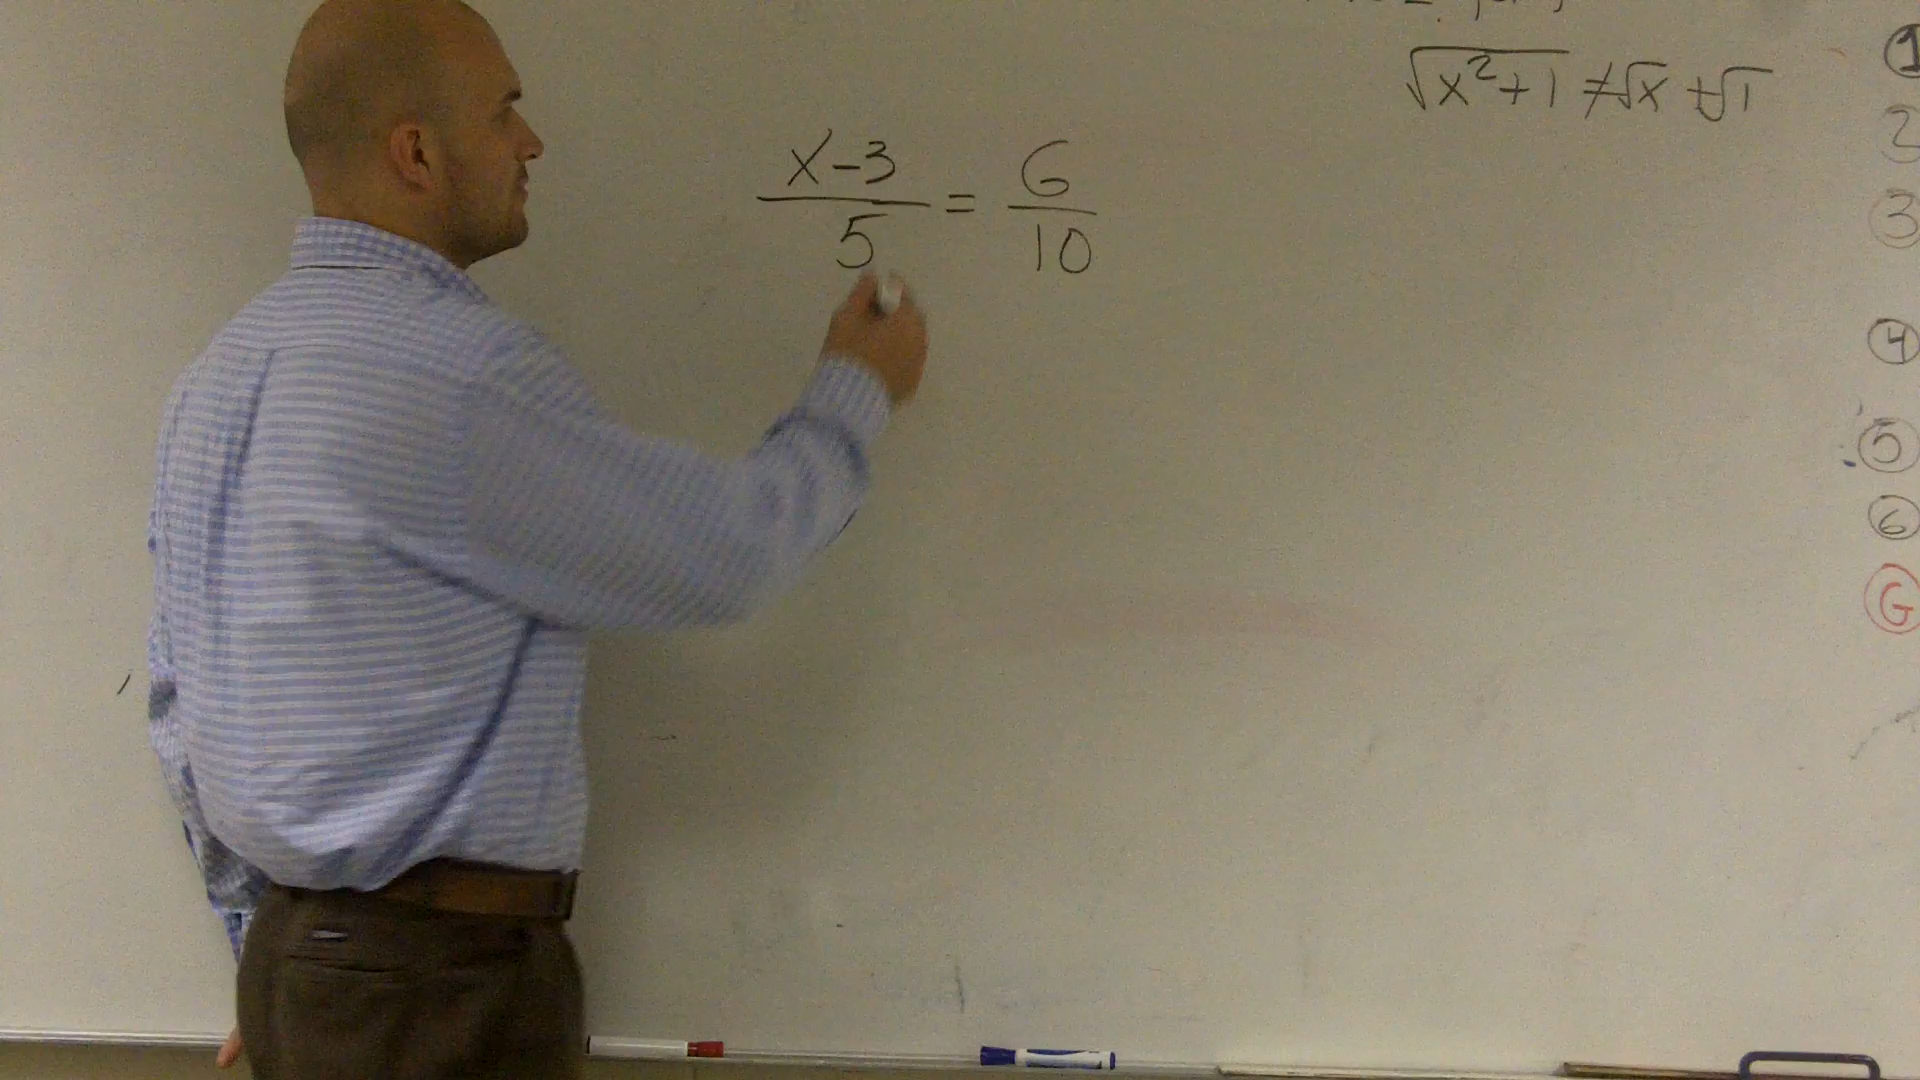 √x²+1 ≠ √x + √1
x-3/5 = 6/10
1
2
3
4
5
6
G